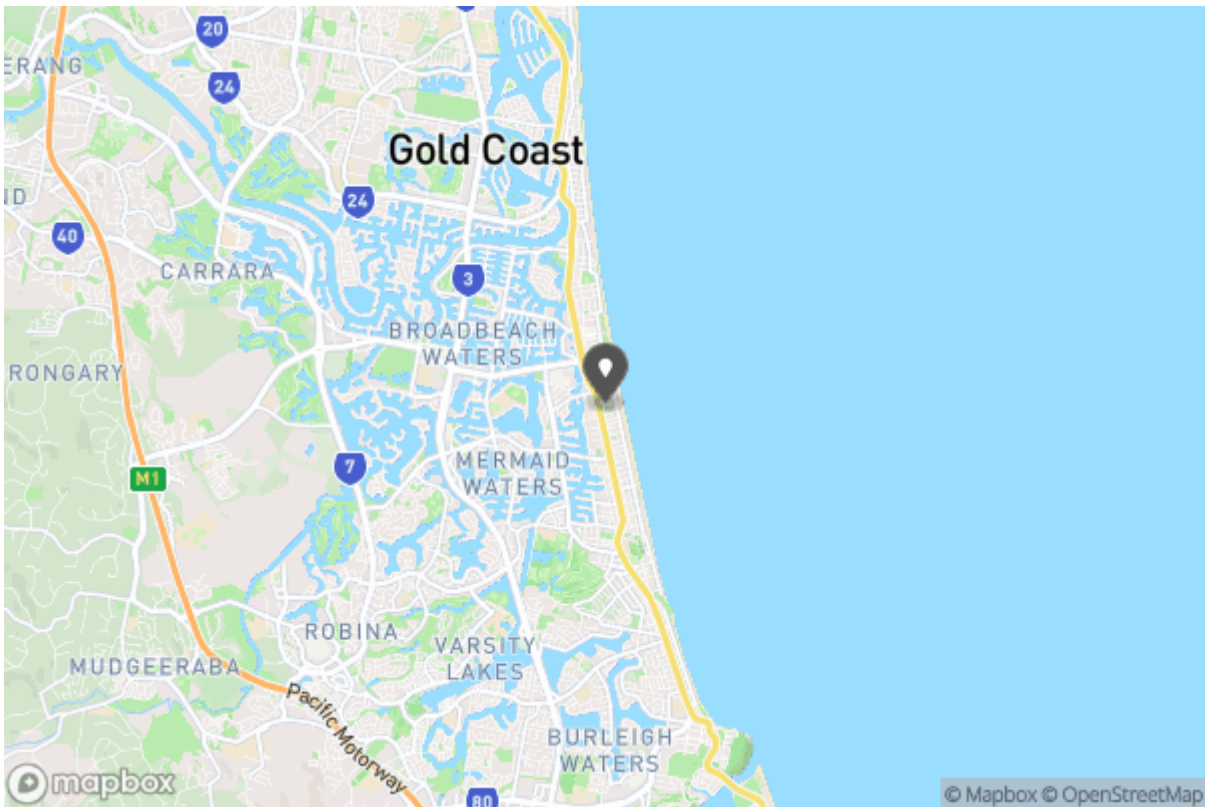 20
ERANG
24
Gold Coast
24
ND
40
CARRARA
3
BROADBEACH
WATERS
RONGARY
MERMAID
WATERS
7
M1
ROBINA
VARSITY
LAKES
MUDGEERABA
Pacific Motorway
BURLEIGH
WATERS
80
mapbox
© Mapbox © OpenStreetMap